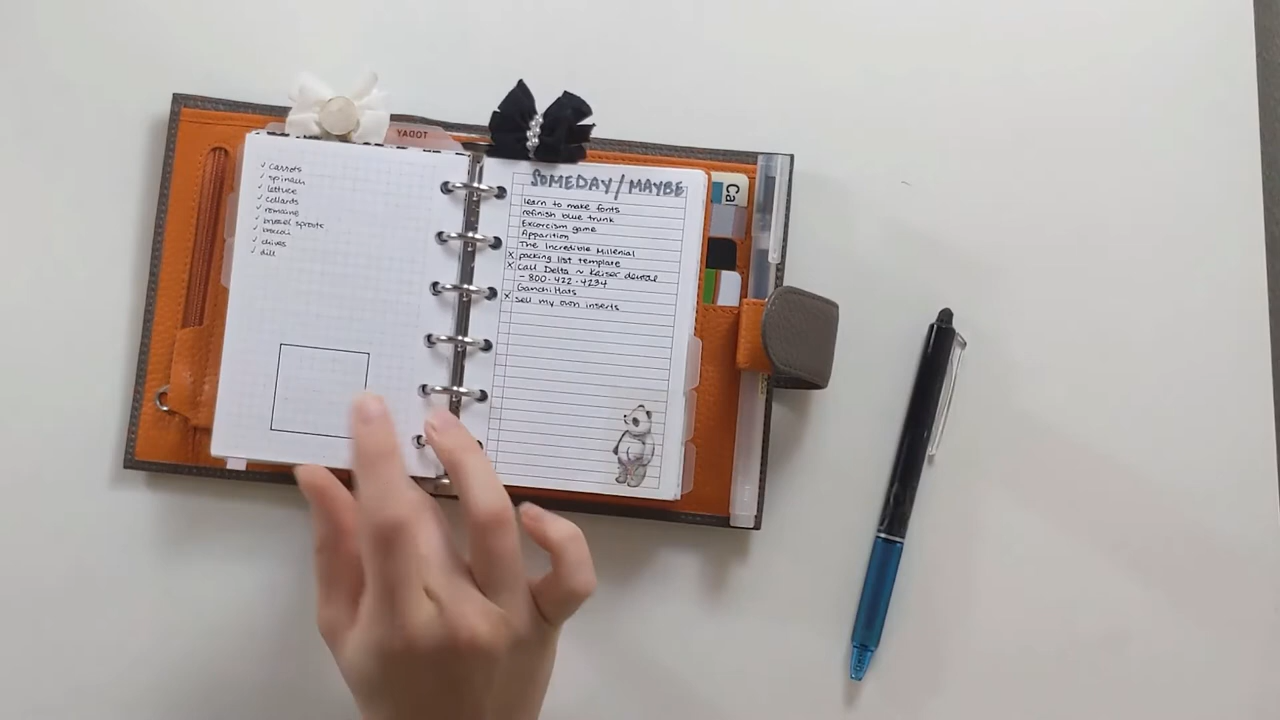 TODAY
✓ carrots
✓ spinach
✓ lettuce
✓ collards
✓ romaine
✓ brussel sprouts
✓ broccoli
✓ chives
✓ dill
SOMEDAY/MAYBE
learn to make fonts
refinish blue trunk
Excorcism game
Apparition
The Incredible Millenial
x packing list template
x call Delta ~ Kaiser dental
- 800-422-4234
Ganchi Hats
x sell my own inserts
Ca